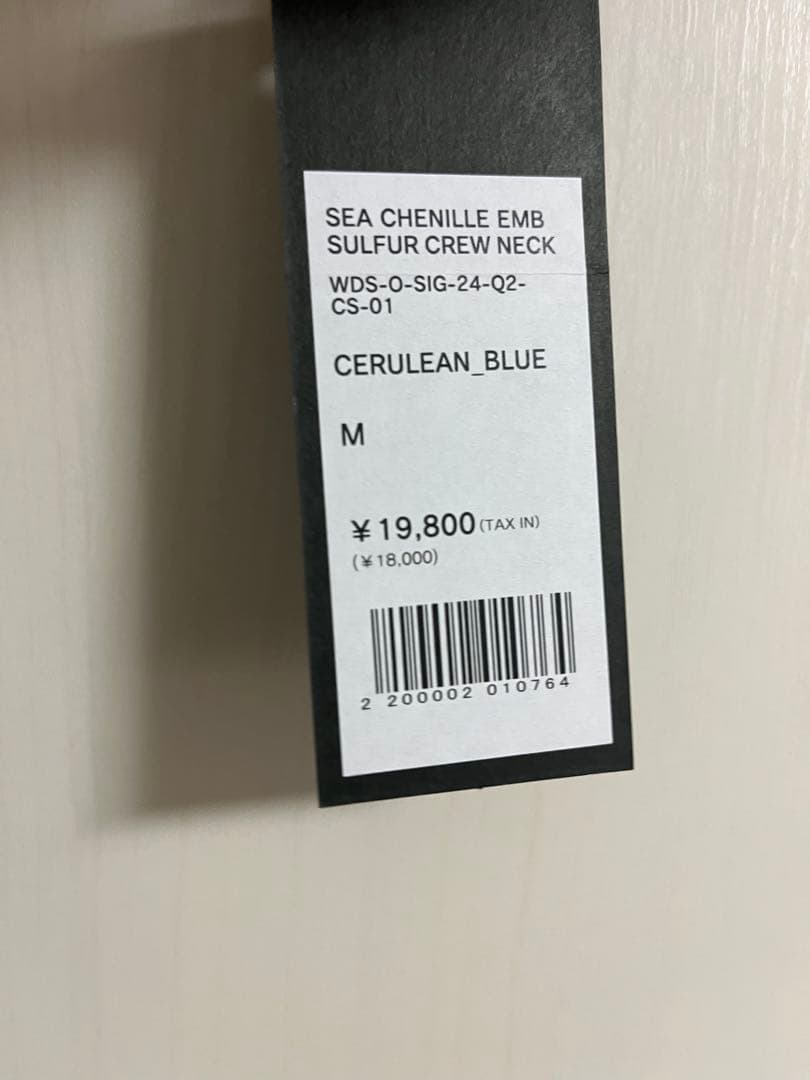 SEA CHENILLE EMB
SULFUR CREW NECK
WDS-O-SIG-24-Q2-
CS-01
CERULEAN_BLUE
M
¥19,800(TAX IN)
(¥18,000)
2 200002 010764